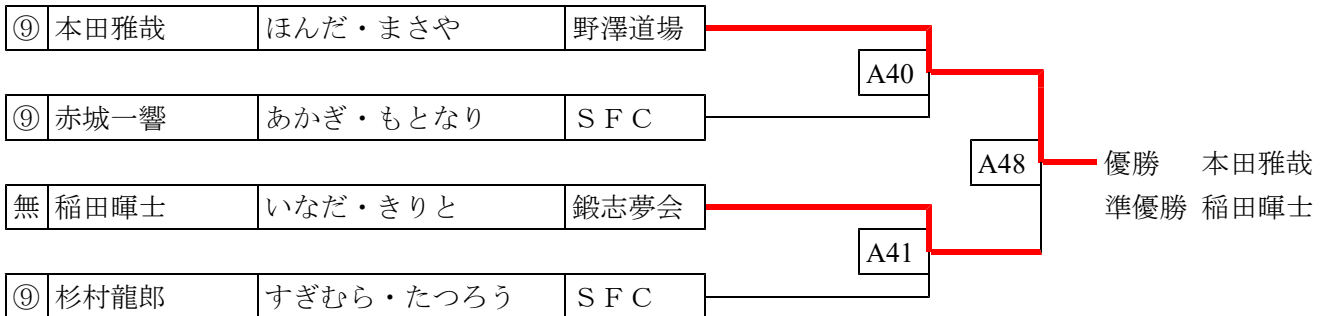 ⑨ 本田雅哉 ほんだ・まさや 野澤道場
A40
⑨ 赤城一響 あかぎ・もとなり ＳＦＣ
A48 優勝 本田雅哉
無 稲田暉士 いなだ・きりと 鍛志夢会 準優勝 稲田暉士
A41
⑨ 杉村龍郎 すぎむら・たつろう ＳＦＣ